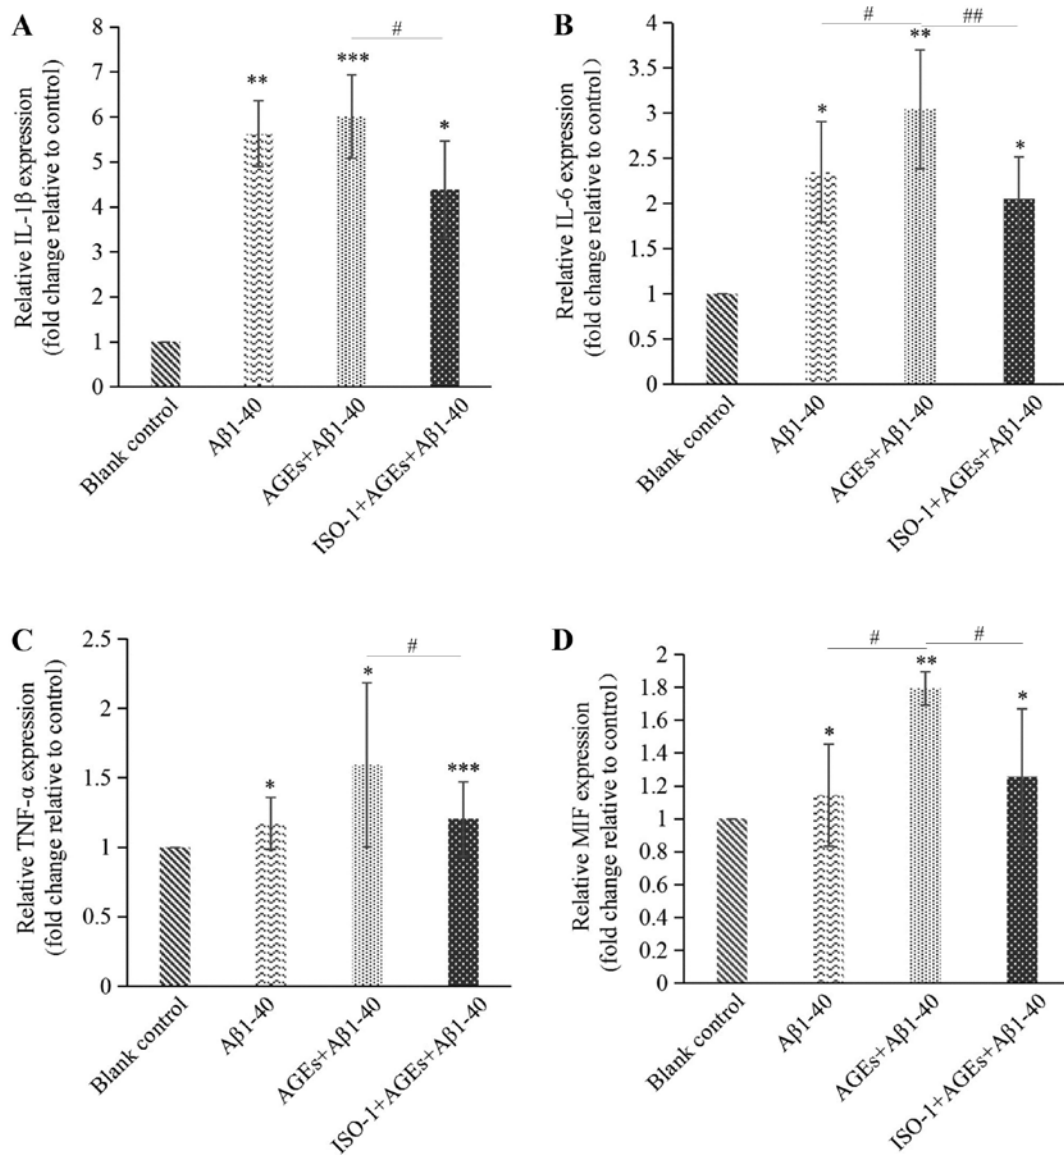 A
Relative IL-1β expression
(fold change relative to control)
8
7
6
5
4
3
2
1
0
**
***
#
*
Blank control
Aβ1-40
AGEs+Aβ1-40
ISO-1+AGEs+Aβ1-40
B
Rrelative IL-6 expression
(fold change relative to control)
4
3.5
3
2.5
2
1.5
1
0.5
0
*
#
**
##
*
Blank control
Aβ1-40
AGEs+Aβ1-40
ISO-1+AGEs+Aβ1-40
C
Relative TNF-α expression
(fold change relative to control)
2.5
2
1.5
1
0.5
0
*
*
#
***
Blank control
Aβ1-40
AGEs+Aβ1-40
ISO-1+AGEs+Aβ1-40
D
Relative MIF expression
(fold change relative to control)
2
1.8
1.6
1.4
1.2
1
0.8
0.6
0.4
0.2
0
*
#
**
#
*
Blank control
Aβ1-40
AGEs+Aβ1-40
ISO-1+AGEs+Aβ1-40